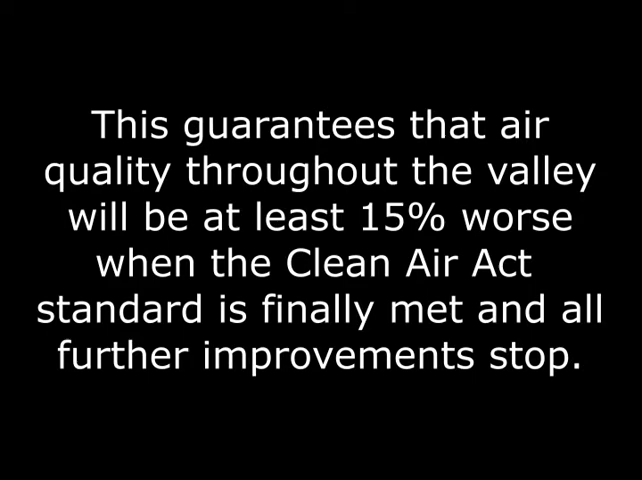 This guarantees that air
quality throughout the valley
will be at least 15% worse
when the Clean Air Act
standard is finally met and all
further improvements stop.